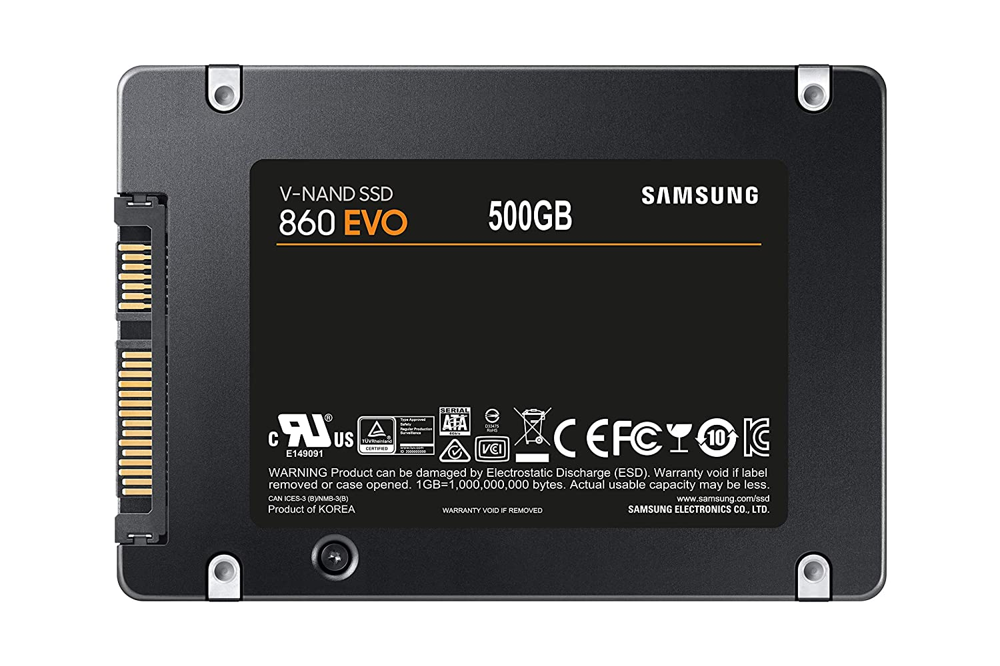 V-NAND SSD
860 EVO
500GB
SAMSUNG
c RU ® US
E149091
TÜVRheinland ®
CERTIFIED
Type Approved
Safety
Regular Production
Surveillance
www.tuv.com
ID 2000000000
SERIAL
ATA
6Gb/s
D33475
RoHS
VCI
CE
FC
10
KC
WARNING Product can be damaged by Electrostatic Discharge (ESD). Warranty void if label
removed or case opened. 1GB=1,000,000,000 bytes. Actual usable capacity may be less.
CAN ICES-3 (B)/NMB-3(B)
www.samsung.com/ssd
Product of KOREA
WARRANTY VOID IF REMOVED
SAMSUNG ELECTRONICS CO., LTD.